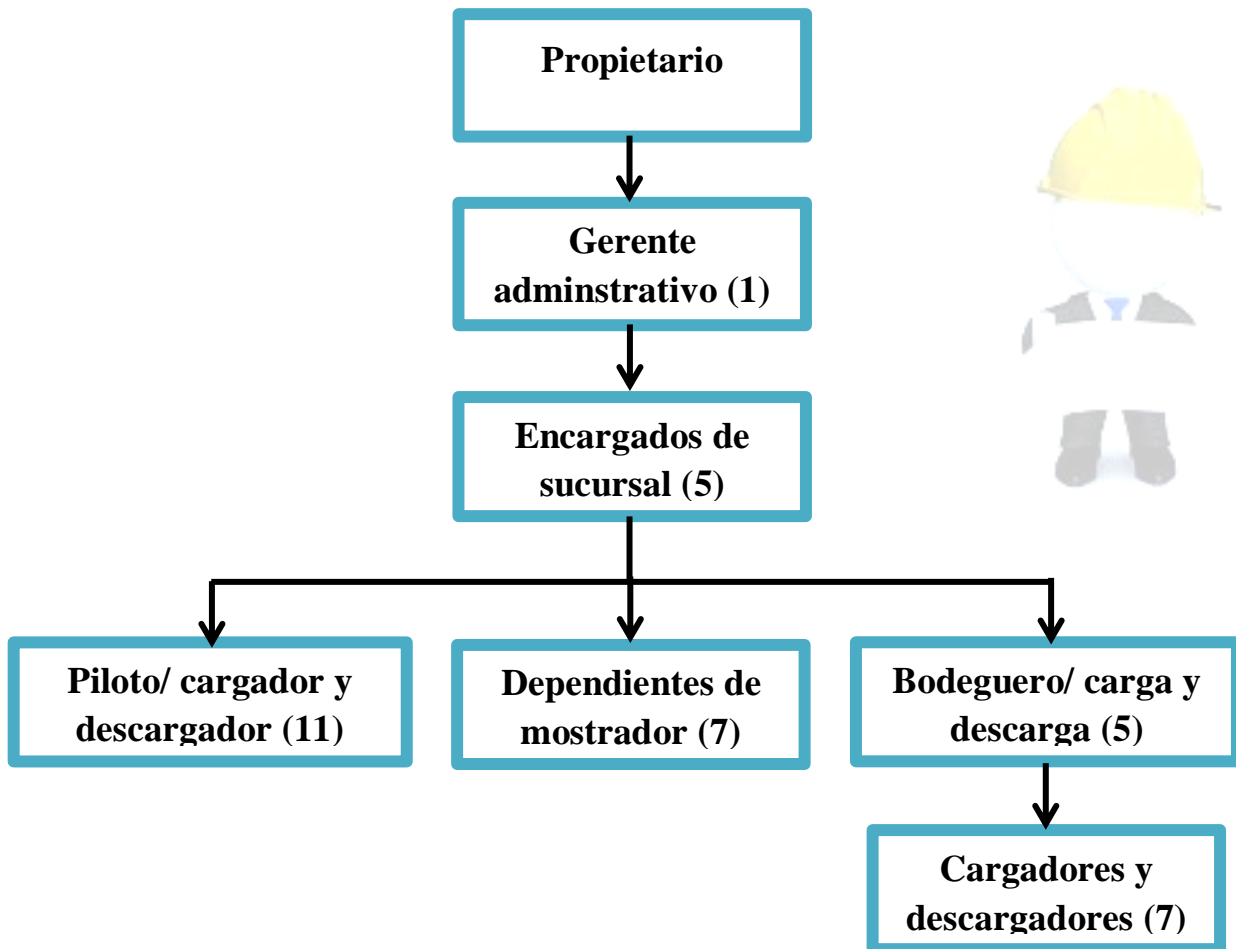 Propietario
Gerente
adminstrativo (1)
Encargados de
sucursal (5)
Piloto/ cargador y
descargador (11)
Dependientes de
mostrador (7)
Bodeguero/ carga y
descarga (5)
Cargadores y
descargadores (7)